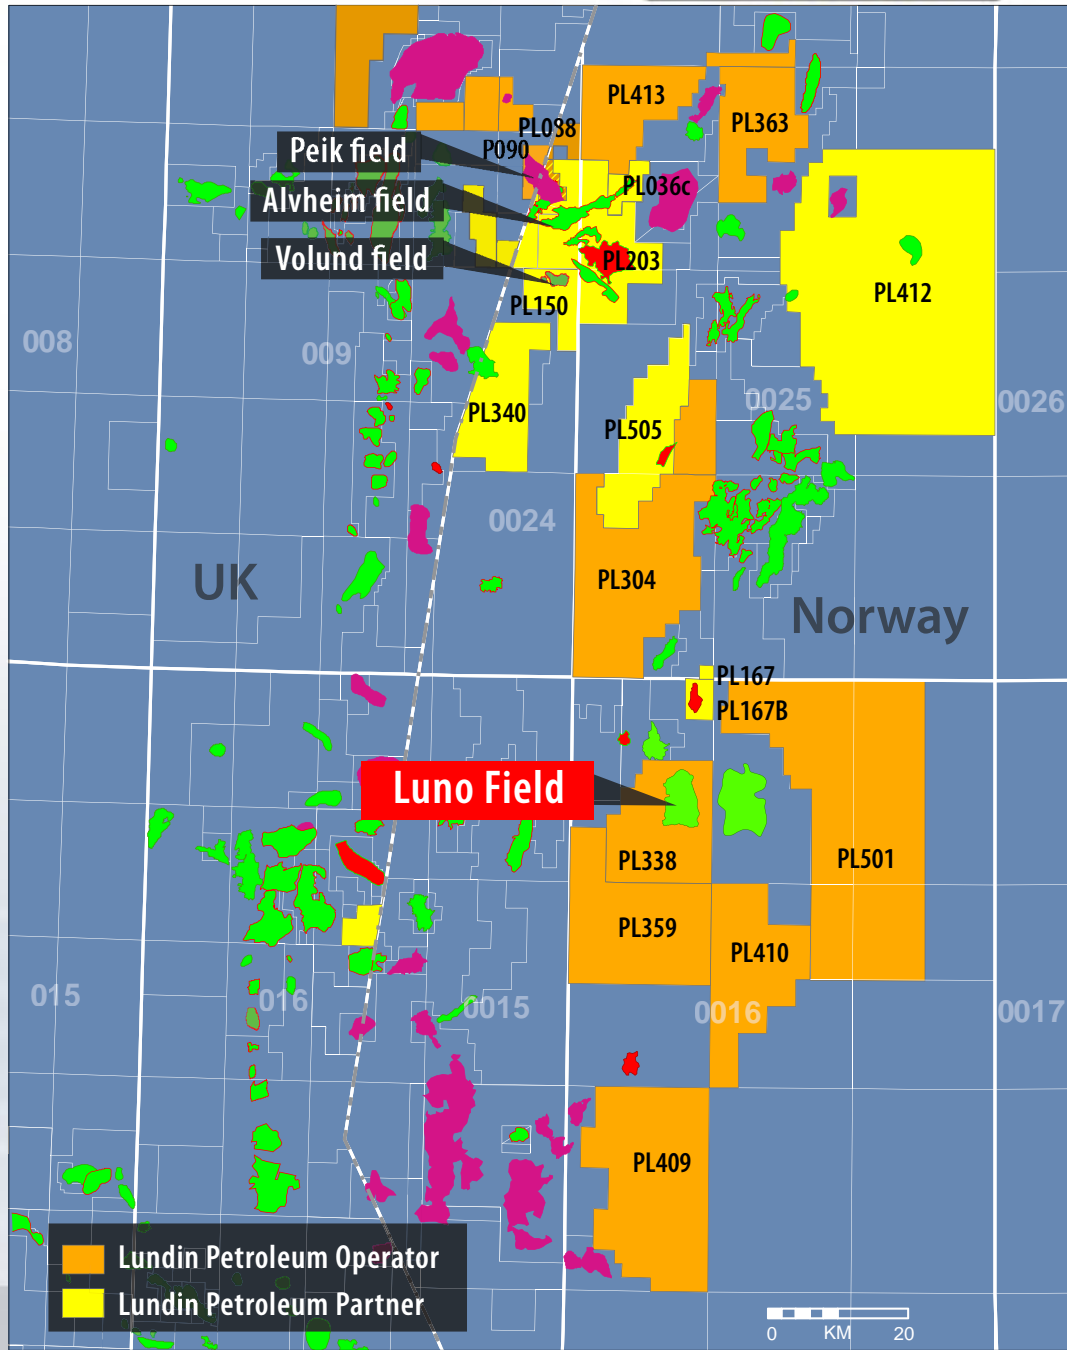 PL413
PL363
PL088
P090
Peik field
PL036c
Alvheim field
Volund field
PL203
PL412
PL150
008
009
0025
0026
PL340
PL505
0024
UK
PL304
Norway
PL167
PL167B
Luno Field
PL338
PL501
PL359
PL410
015
016
0015
0016
0017
PL409
Lundin Petroleum Operator
Lundin Petroleum Partner
0 KM 20